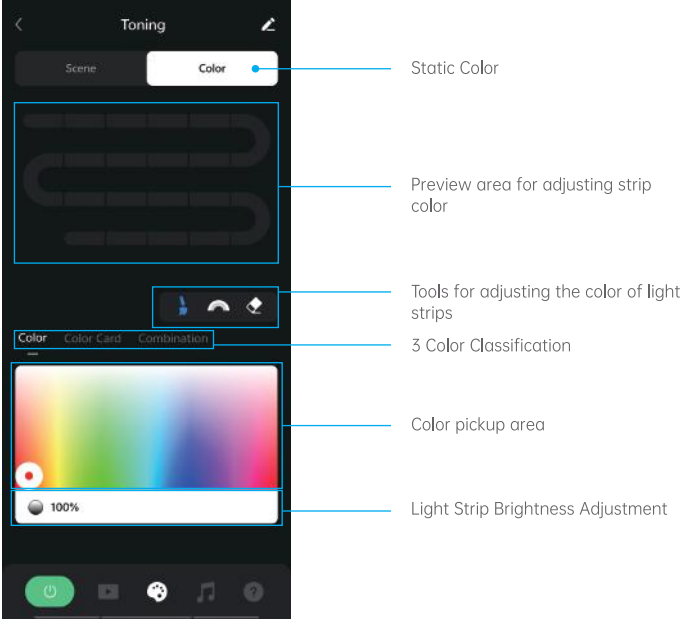 Toning
Scene
Color
Static Color
Preview area for adjusting strip
color
Tools for adjusting the color of light
strips
Color Color Card Combination
3 Color Classification
Color pickup area
100%
Light Strip Brightness Adjustment
?